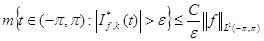 m{t ∈ (−π, π) : |I*_{f,k}(t)| > ε} ≤ C/ε ‖f‖_{L¹(−π,π)}